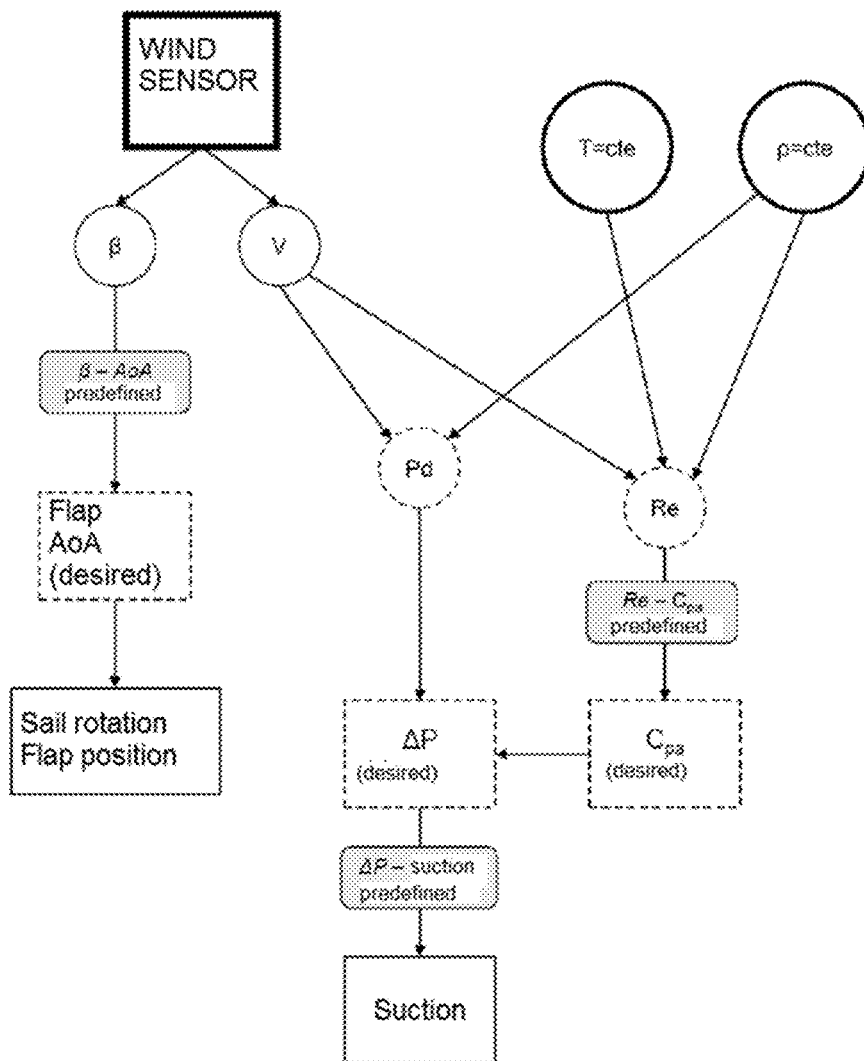 WIND
SENSOR
T=cte
ρ=cte
β
V
β – AoA
predefined
Pd
Flap
AoA
(desired)
Re
Re – Cpa
predefined
Sail rotation
Flap position
ΔP
(desired)
Cpa
(desired)
ΔP – suction
predefined
Suction